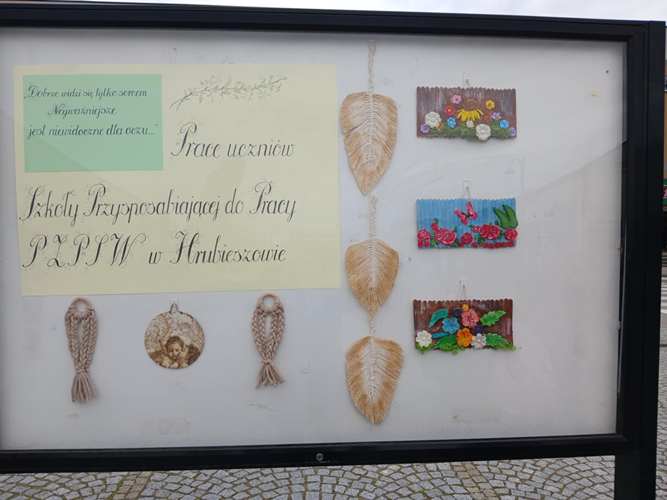 „Dobrze widzi się tylko sercem
Najważniejsze
jest niewidoczne dla oczu..."
Prace uczniów
Szkoły Przysposabiającej do Pracy
PZPSW w Hrubieszowie